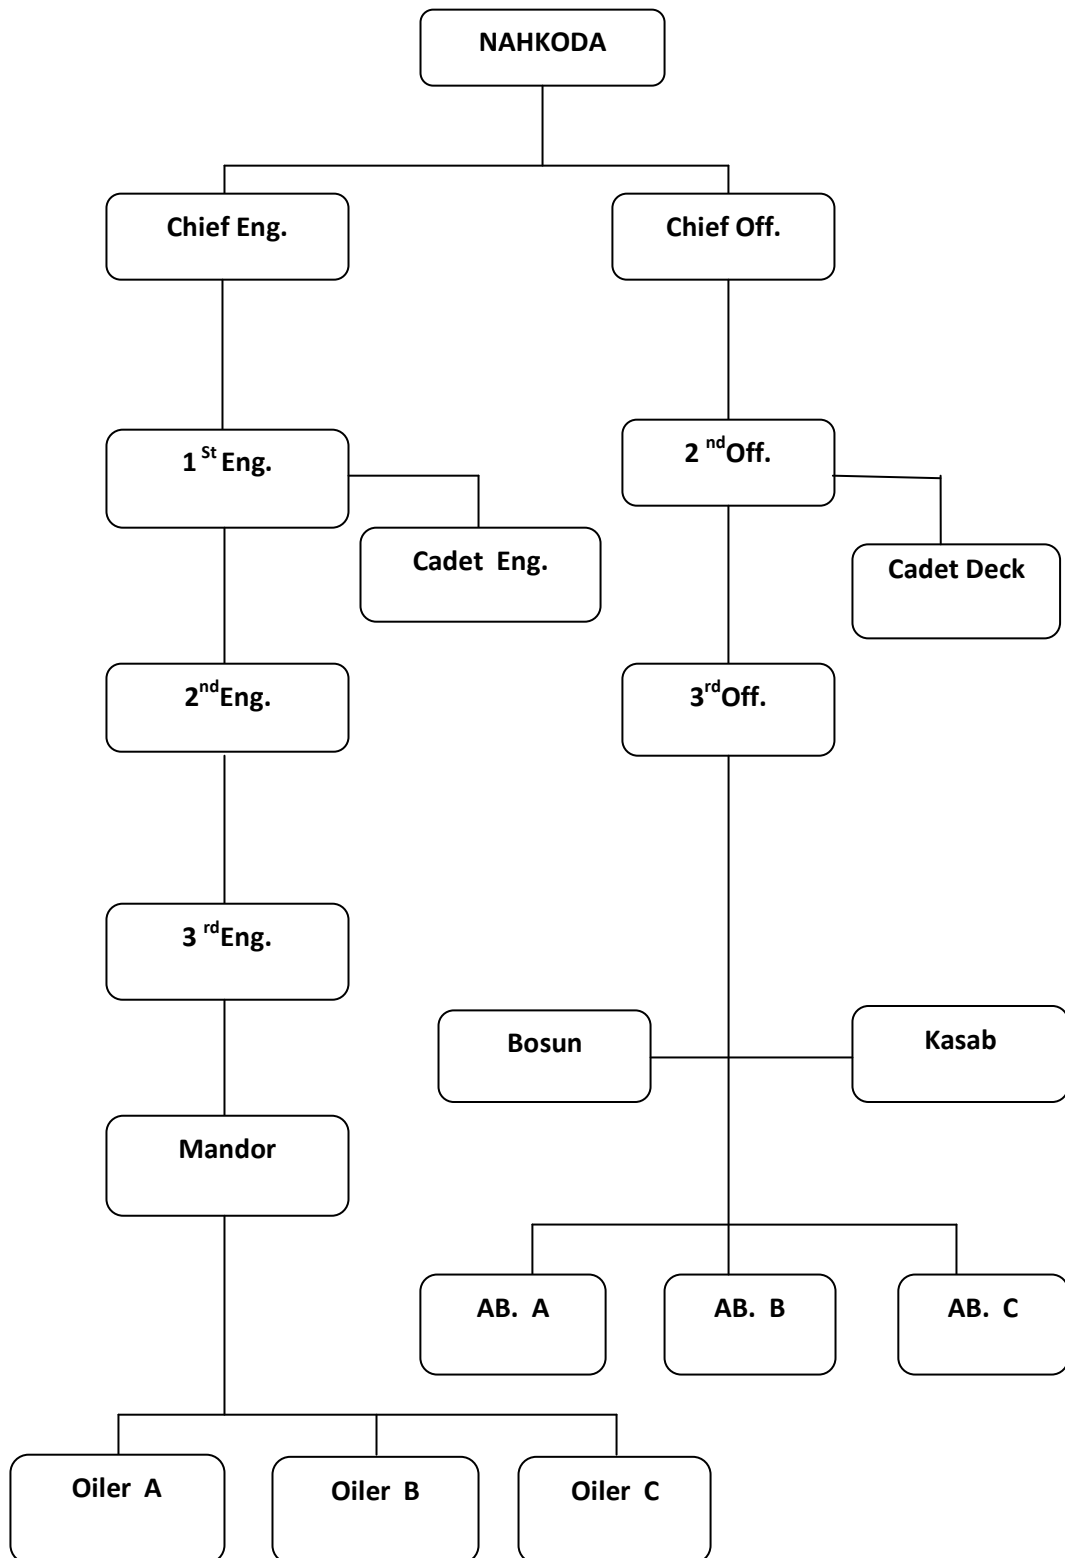 NAHKODA
Chief Eng.
Chief Off.
1 St Eng.
2 nd Off.
Cadet Eng.
Cadet Deck
2nd Eng.
3rd Off.
3 rd Eng.
Bosun
Kasab
Mandor
AB. A
AB. B
AB. C
Oiler A
Oiler B
Oiler C